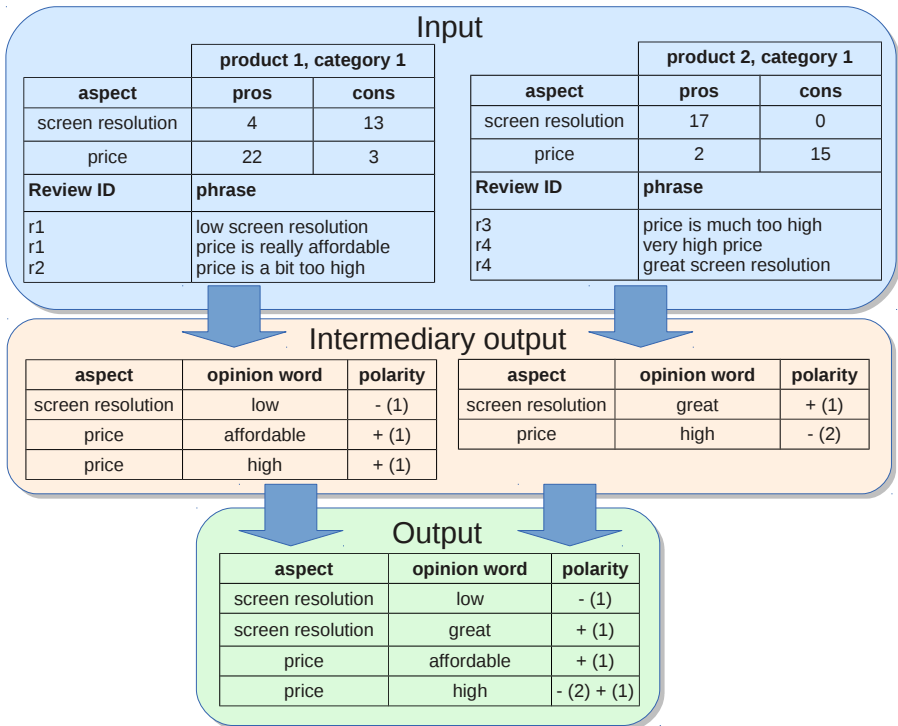 Input
product 1, category 1
aspect pros cons
screen resolution 4 13
price 22 3
Review ID phrase
r1 low screen resolution
r1 price is really affordable
r2 price is a bit too high
product 2, category 1
aspect pros cons
screen resolution 17 0
price 2 15
Review ID phrase
r3 price is much too high
r4 very high price
r4 great screen resolution
Intermediary output
aspect opinion word polarity
screen resolution low - (1)
price affordable + (1)
price high + (1)
aspect opinion word polarity
screen resolution great + (1)
price high - (2)
Output
aspect opinion word polarity
screen resolution low - (1)
screen resolution great + (1)
price affordable + (1)
price high - (2) + (1)